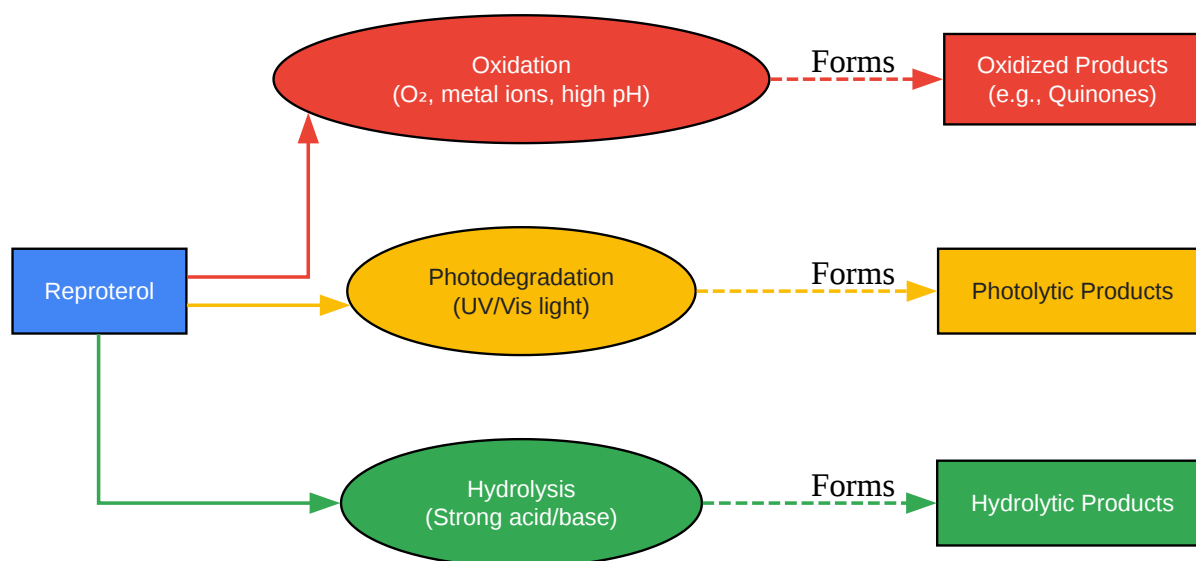 Oxidation
(O₂, metal ions, high pH)
Forms
Oxidized Products
(e.g., Quinones)
Reproterol
Photodegradation
(UV/Vis light)
Forms
Photolytic Products
Hydrolysis
(Strong acid/base)
Forms
Hydrolytic Products